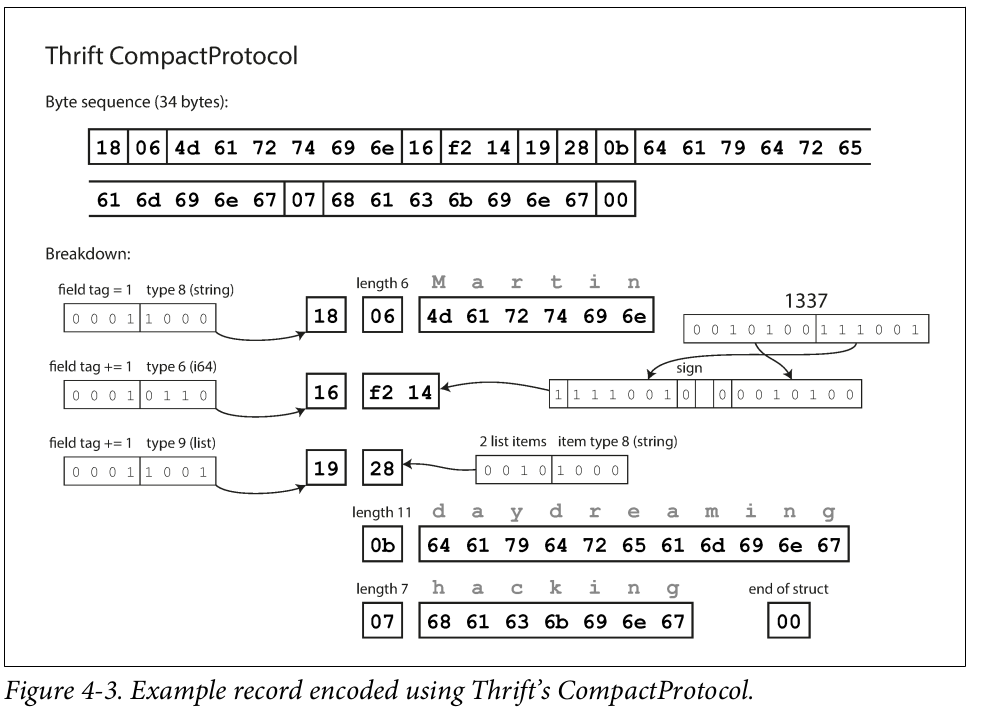 Thrift CompactProtocol
Byte sequence (34 bytes):
18 06 4d 61 72 74 69 6e 16 f2 14 19 28 0b 64 61 79 64 72 65
61 6d 69 6e 67 07 68 61 63 6b 69 6e 67 00
Breakdown:
field tag = 1 type 8 (string)
0 0 0 1 1 0 0 0
18
length 6
06
M a r t i n
4d 61 72 74 69 6e
1337
0 0 1 0 1 0 0 1 1 1 0 0 1
field tag += 1 type 6 (i64)
0 0 0 1 0 1 1 0
16
f2 14
sign
1 1 1 1 0 0 1 0 0 0 0 1 0 1 0 0
field tag += 1 type 9 (list)
0 0 0 1 1 0 0 1
19
28
2 list items item type 8 (string)
0 0 1 0 1 0 0 0
length 11
0b
d a y d r e a m i n g
64 61 79 64 72 65 61 6d 69 6e 67
length 7
07
h a c k i n g
68 61 63 6b 69 6e 67
end of struct
00
Figure 4-3. Example record encoded using Thrift's CompactProtocol.